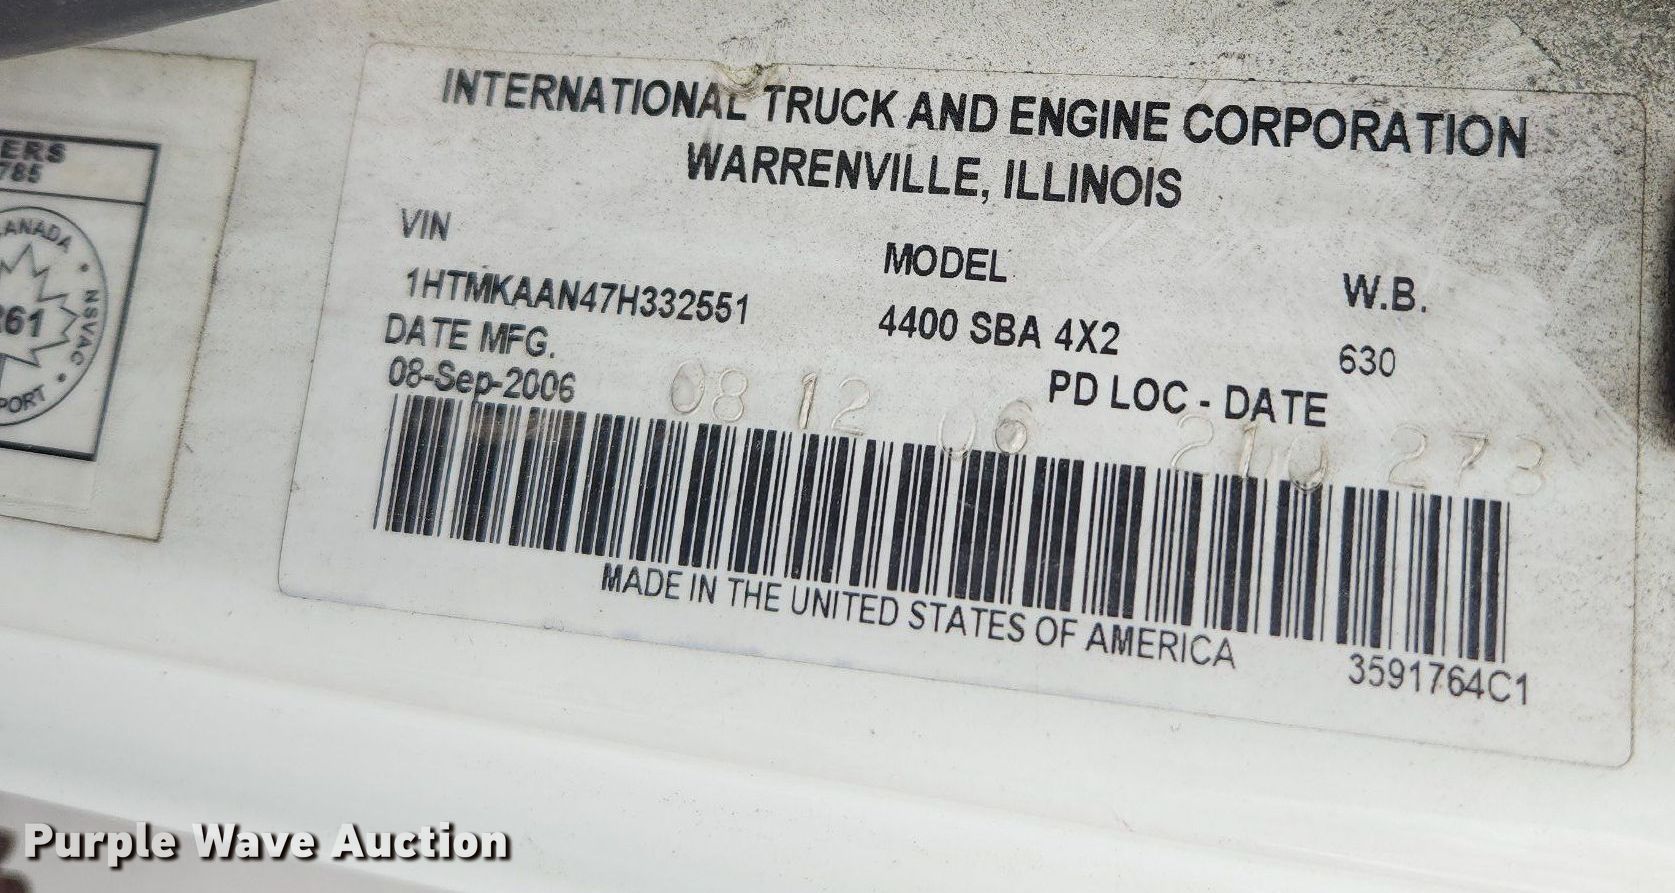 INTERNATIONAL TRUCK AND ENGINE CORPORATION
WARRENVILLE, ILLINOIS
VIN
MODEL
W.B.
1HTMKAAN47H332551
4400 SBA 4X2
630
DATE MFG.
08-Sep-2006
PD LOC - DATE
08 12 06 210 273
MADE IN THE UNITED STATES OF AMERICA
3591764C1
ERS
785
CANADA • NSVAC •
261
PORT
Purple Wave Auction